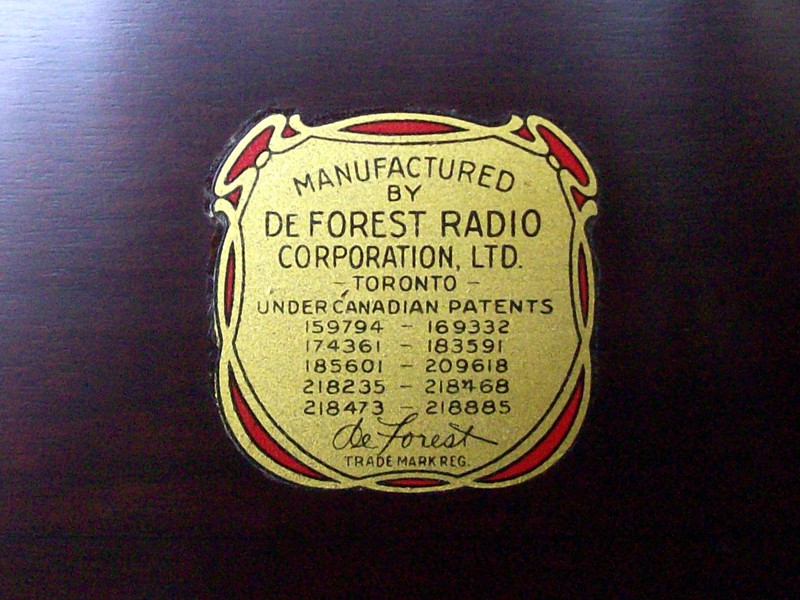 MANUFACTURED
BY
DE FOREST RADIO
CORPORATION, LTD.
- TORONTO -
UNDER CANADIAN PATENTS
159794 - 169332
174361 - 183591
185601 - 209618
218235 - 218468
218473 - 218885
de Forest
TRADE MARK REG.